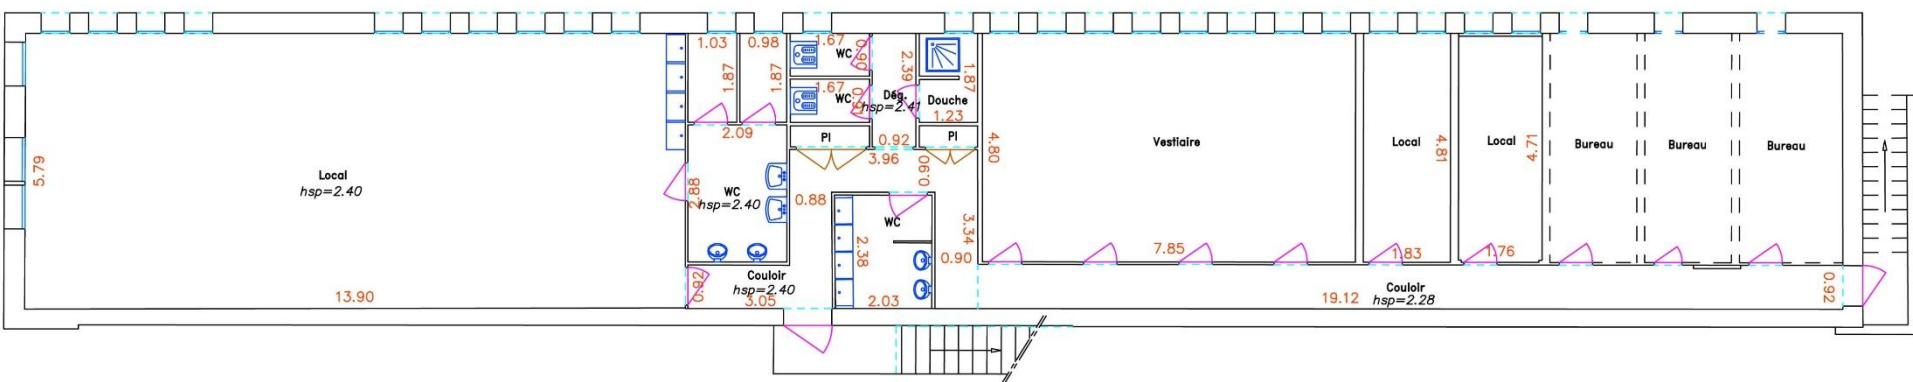 1.03
0.98
1.87
1.87
2.09
1.67
WC
0.90
1.67
WC
0.91
2.39
Dég.
hsp=2.41
1.87
Douche
1.23
PI
0.92
PI
3.96
0.90
5.79
Local
hsp=2.40
13.90
2.88
WC
hsp=2.40
0.88
0.92
Couloir
hsp=2.40
3.05
WC
2.38
2.03
3.34
0.90
4.80
Vestiaire
7.85
Local
4.81
1.83
Local
4.71
1.76
Bureau
Bureau
Bureau
Couloir
19.12
hsp=2.28
0.92